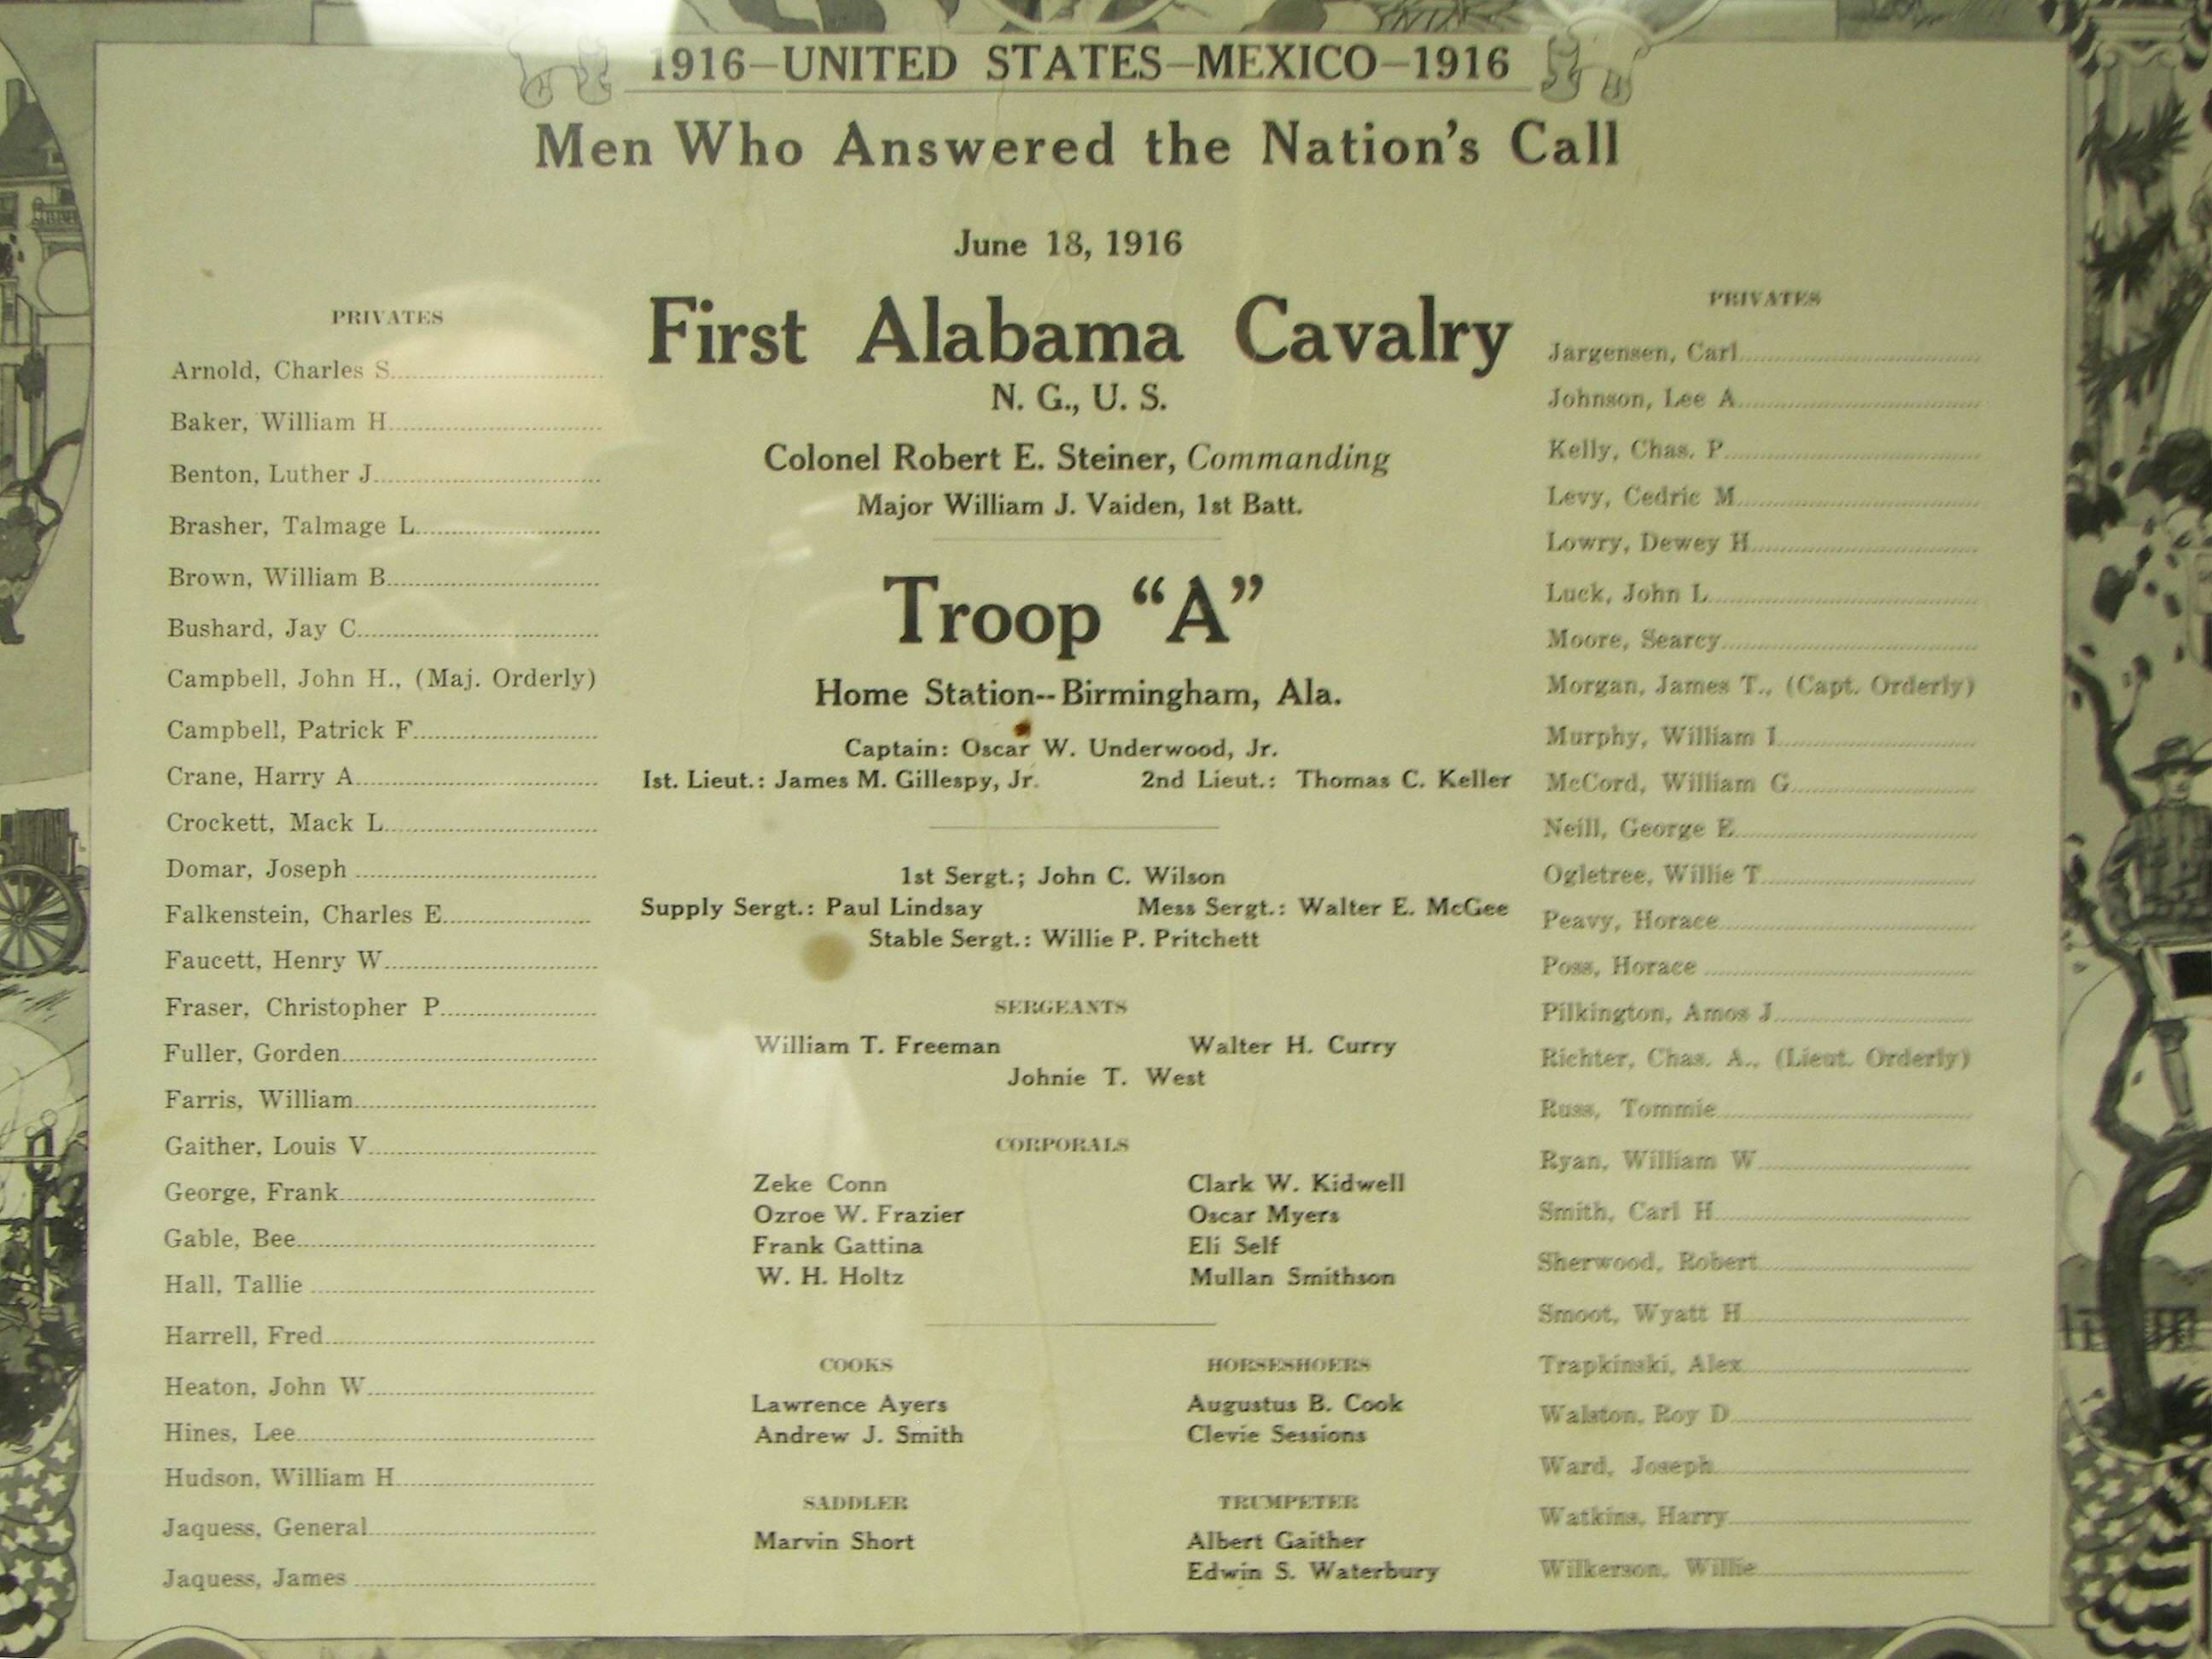 1916—UNITED STATES—MEXICO—1916
Men Who Answered the Nation's Call
June 18, 1916
First Alabama Cavalry
N. G., U. S.
Colonel Robert E. Steiner, Commanding
Major William J. Vaiden, 1st Batt.
Troop "A"
Home Station--Birmingham, Ala.
Captain: Oscar W. Underwood, Jr.
Ist. Lieut.: James M. Gillespy, Jr. 2nd Lieut.: Thomas C. Keller
1st Sergt.; John C. Wilson
Supply Sergt.: Paul Lindsay Mess Sergt.: Walter E. McGee
Stable Sergt.: Willie P. Pritchett
SERGEANTS
William T. Freeman Walter H. Curry
Johnie T. West
CORPORALS
Zeke Conn Clark W. Kidwell
Ozroe W. Frazier Oscar Myers
Frank Gattina Eli Self
W. H. Holtz Mullan Smithson
COOKS HORSESHOERS
Lawrence Ayers Augustus B. Cook
Andrew J. Smith Clevie Sessions
SADDLER TRUMPETER
Marvin Short Albert Gaither
Edwin S. Waterbury
PRIVATES
Arnold, Charles S.
Baker, William H.
Benton, Luther J.
Brasher, Talmage L.
Brown, William B.
Bushard, Jay C.
Campbell, John H., (Maj. Orderly)
Campbell, Patrick F.
Crane, Harry A.
Crockett, Mack L.
Domar, Joseph
Falkenstein, Charles E.
Faucett, Henry W.
Fraser, Christopher P.
Fuller, Gorden
Farris, William
Gaither, Louis V.
George, Frank
Gable, Bee
Hall, Tallie
Harrell, Fred
Heaton, John W.
Hines, Lee
Hudson, William H.
Jaquess, General
Jaquess, James
PRIVATES
Jargensen, Carl
Johnson, Lee A.
Kelly, Chas. P.
Levy, Cedric M.
Lowry, Dewey H.
Luck, John L.
Moore, Searcy
Morgan, James T., (Capt. Orderly)
Murphy, William I.
McCord, William G.
Neill, George E.
Ogletree, Willie T.
Peavy, Horace
Poss, Horace
Pilkington, Amos J.
Richter, Chas. A., (Lieut. Orderly)
Russ, Tommie
Ryan, William W.
Smith, Carl H.
Sherwood, Robert
Smoot, Wyatt H.
Trapkinski, Alex
Walston, Roy D.
Ward, Joseph
Watkins, Harry
Wilkerson, Willie